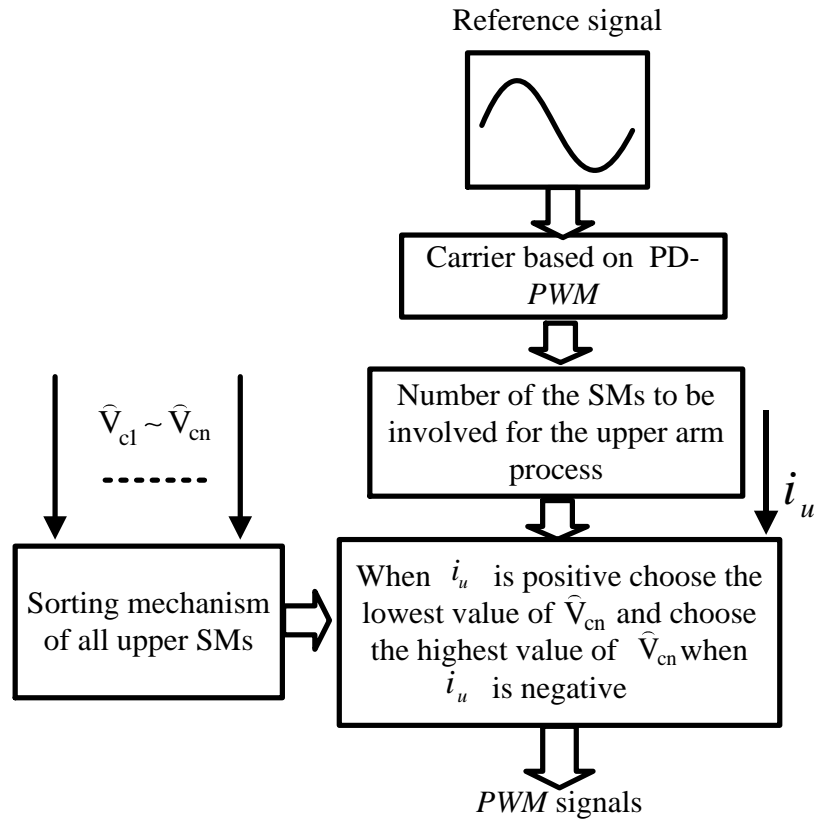 Reference signal
Carrier based on PD-
PWM
Number of the SMs to be
involved for the upper arm
process
V̂c1 ~ V̂cn
iu
Sorting mechanism
of all upper SMs
When iu is positive choose the
lowest value of V̂cn and choose
the highest value of V̂cn when
iu is negative
PWM signals